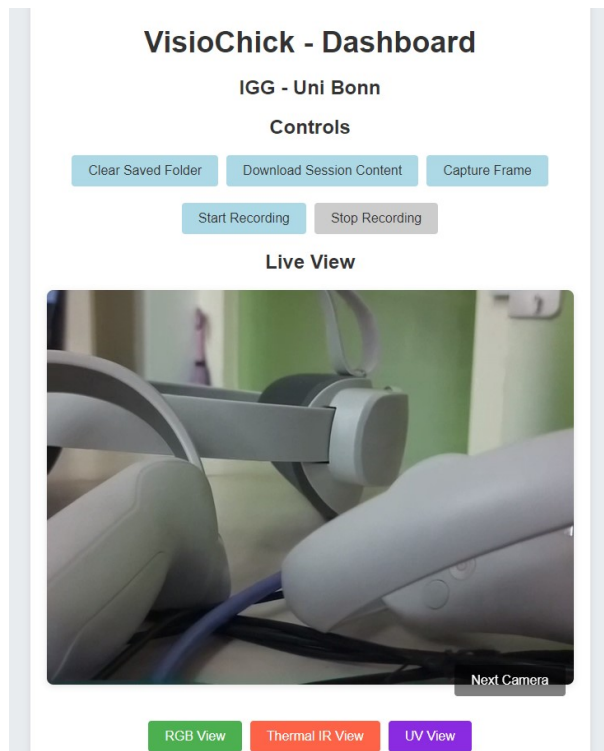 VisioChick - Dashboard
IGG - Uni Bonn
Controls
Clear Saved Folder Download Session Content Capture Frame
Start Recording Stop Recording
Live View
Next Camera
RGB View Thermal IR View UV View